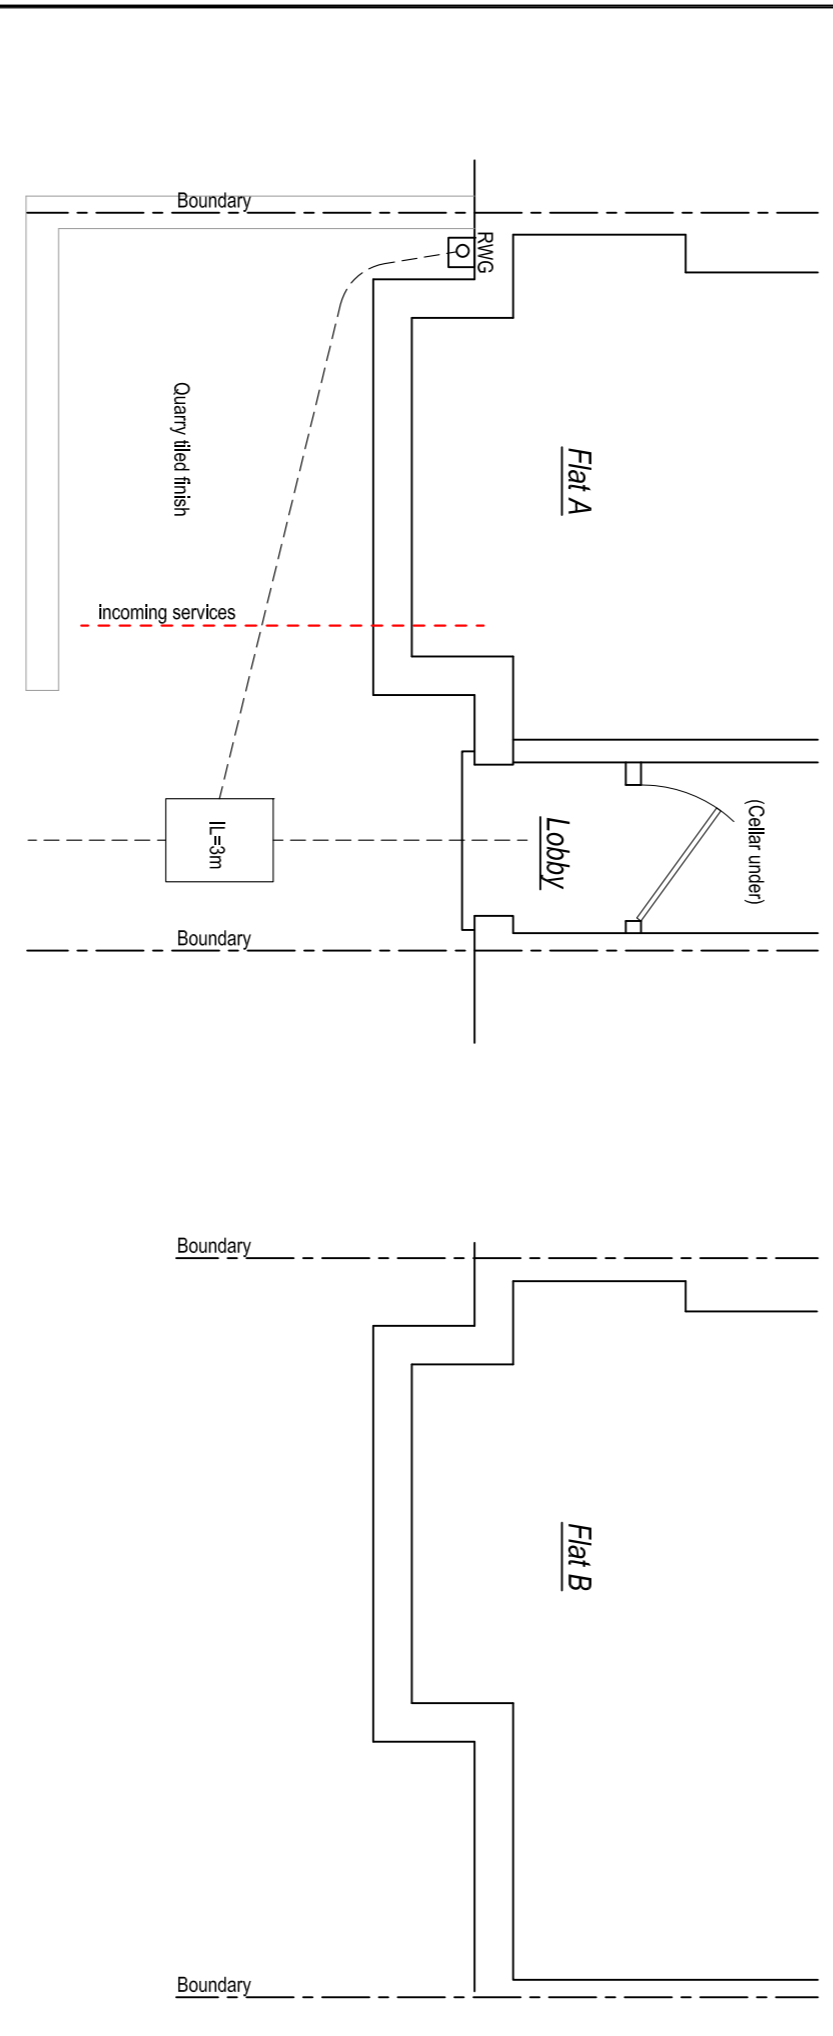 Boundary
RWG
Quarry tiled finish
Flat A
incoming services
(Cellar under)
Lobby
IL=3m
Boundary
Boundary
Flat B
Boundary